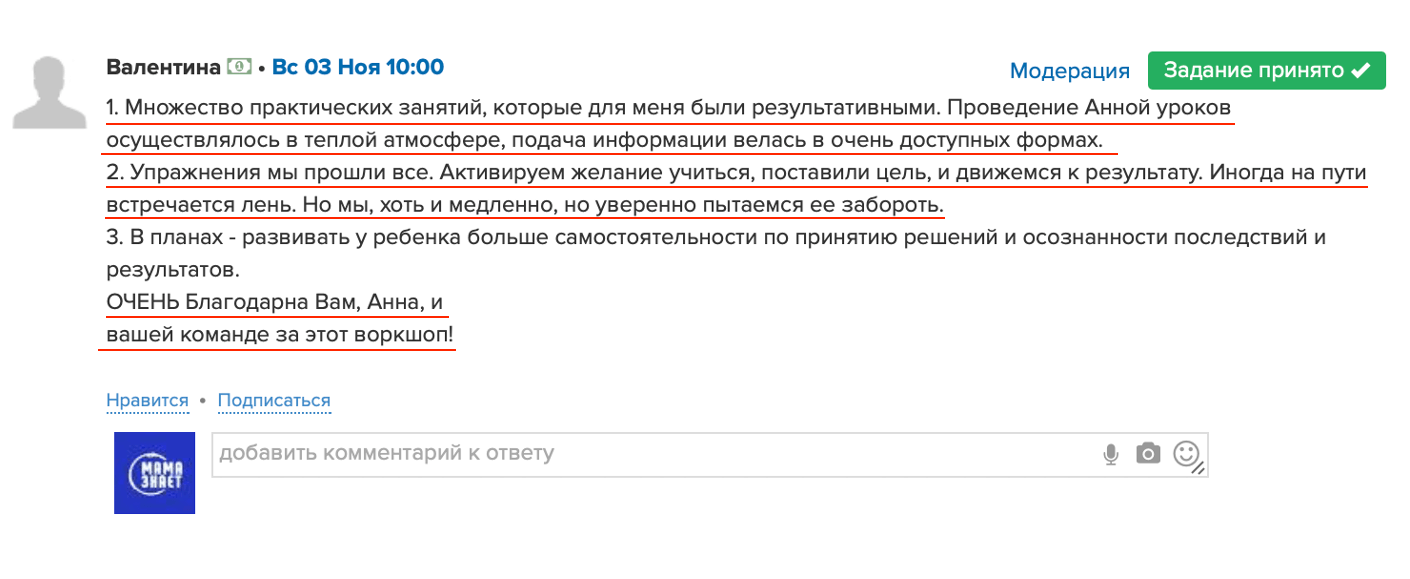 Валентина • Вс 03 Ноя 10:00
Модерация
Задание принято
1. Множество практических занятий, которые для меня были результативными. Проведение Анной уроков
осуществлялось в теплой атмосфере, подача информации велась в очень доступных формах.
2. Упражнения мы прошли все. Активируем желание учиться, поставили цель, и движемся к результату. Иногда на пути
встречается лень. Но мы, хоть и медленно, но уверенно пытаемся ее забороть.
3. В планах - развивать у ребенка больше самостоятельности по принятию решений и осознанности последствий и
результатов.
ОЧЕНЬ Благодарна Вам, Анна, и
вашей команде за этот воркшоп!
Нравится • Подписаться
МАМА
ЗНАЕТ
добавить комментарий к ответу